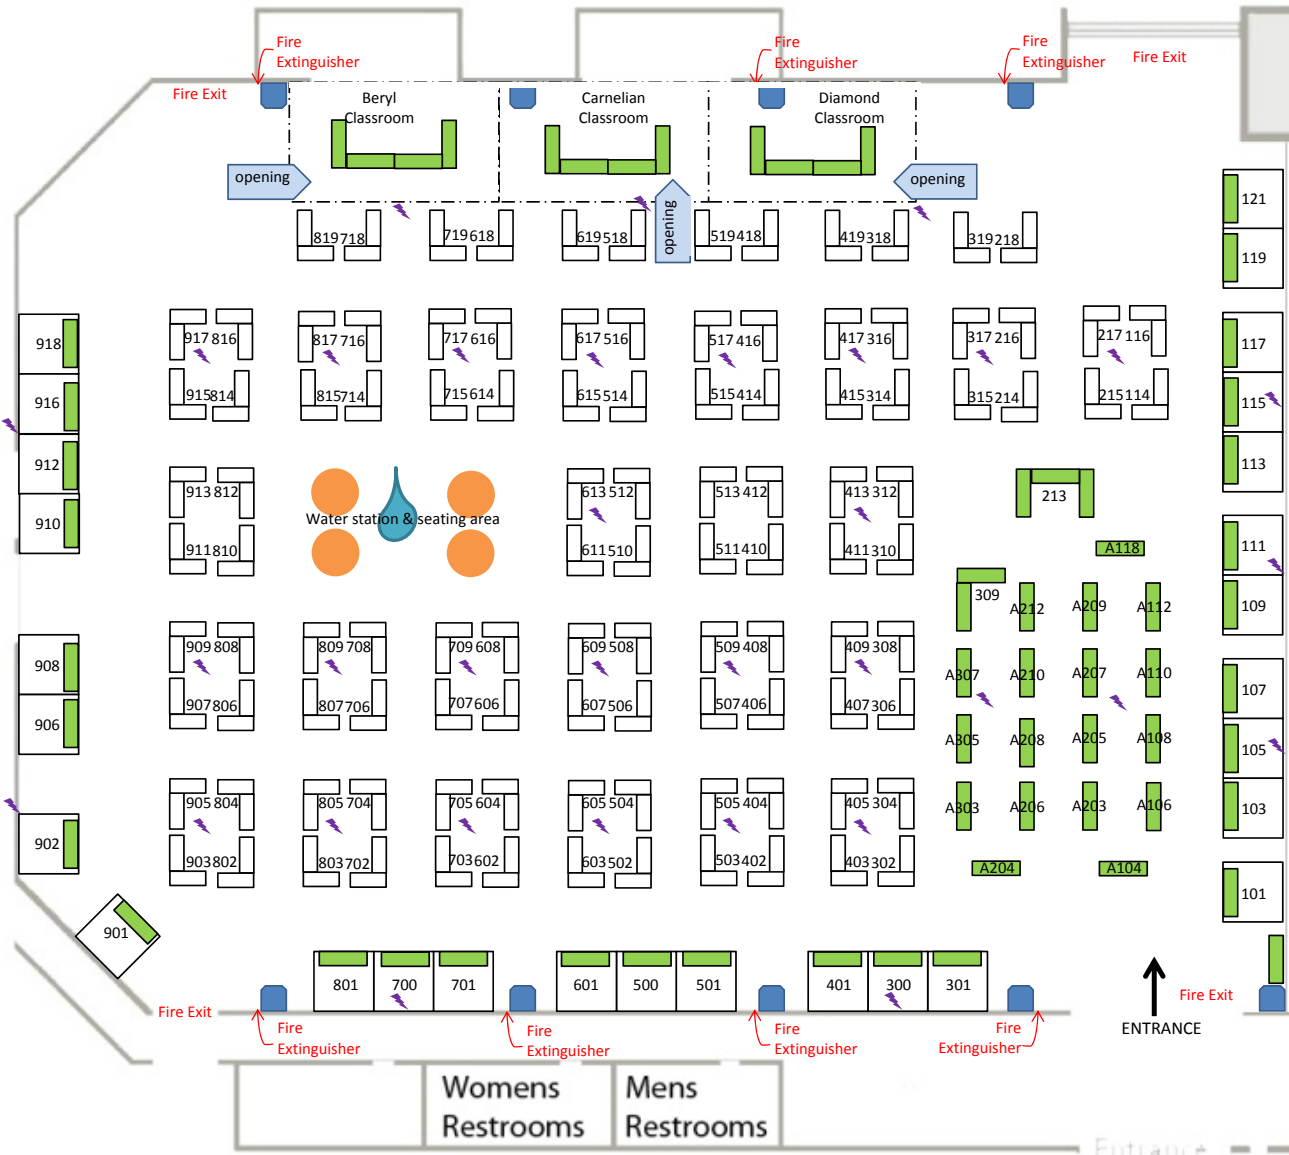 Fire
Extinguisher
Fire
Extinguisher
Fire
Extinguisher
Fire Exit
Fire Exit
Beryl
Classroom
Carnelian
Classroom
Diamond
Classroom
opening
opening
opening
121
119
819 718
719 618
619 518
519 418
419 318
319 218
917 816
817 716
717 616
617 516
517 416
417 316
317 216
217 116
915 814
815 714
715 614
615 514
515 414
415 314
315 214
215 114
918
916
912
910
117
115
113
913 812
613 512
513 412
413 312
213
Water station & seating area
911 810
611 510
511 410
411 310
A118
111
109
309
A212
A209
A112
909 808
809 708
709 608
609 508
509 408
409 308
A307
A210
A207
A110
908
906
107
105
103
907 806
807 706
707 606
607 506
507 406
407 306
A305
A208
A205
A108
905 804
805 704
705 604
605 504
505 404
405 304
A303
A206
A203
A106
902
903 802
803 702
703 602
603 502
503 402
403 302
A204
A104
101
901
801
700
701
601
500
501
401
300
301
Fire Exit
Fire Exit
ENTRANCE
Fire
Extinguisher
Fire
Extinguisher
Fire
Extinguisher
Fire
Extinguisher
Womens
Restrooms
Mens
Restrooms
Entrance